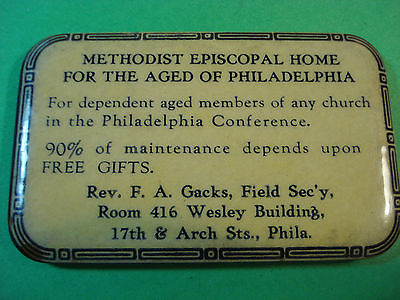 METHODIST EPISCOPAL HOME
FOR THE AGED OF PHILADELPHIA
For dependent aged members of any church
in the Philadelphia Conference.
90% of maintenance depends upon
FREE GIFTS.
Rev. F. A. Gacks, Field Sec'y,
Room 416 Wesley Building,
17th & Arch Sts., Phila.